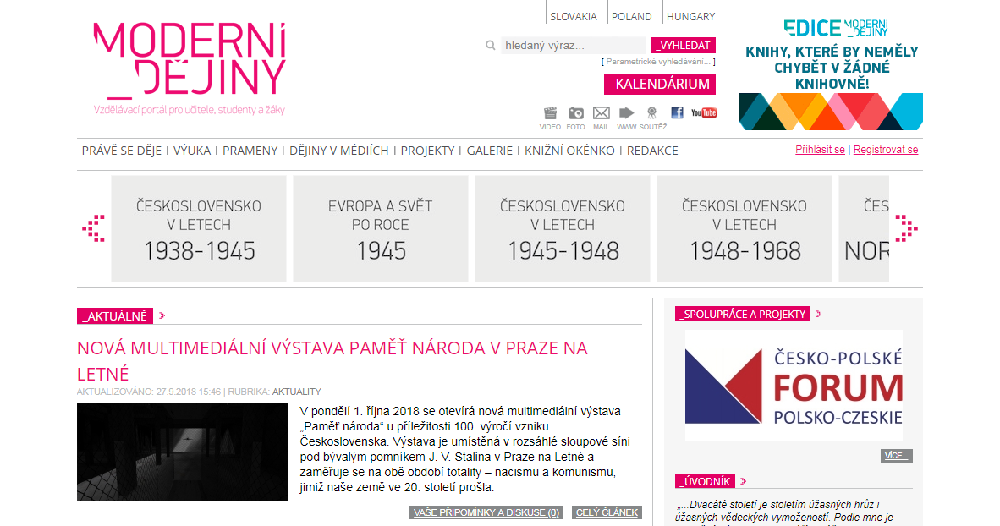 SLOVAKIA
POLAND
HUNGARY
MODERNÍ
_DĚJINY
Vzdělávací portál pro učitele, studenty a žáky
hledaný výraz...
_VYHLEDAT
[ Parametrické vyhledávání... ]
_KALENDÁRIUM
VIDEO FOTO MAIL WWW SOUTĚŽ
f
YouTube
_EDICE MODERNÍ
_DĚJINY
KNIHY, KTERÉ BY NEMĚLY
CHYBĚT V ŽÁDNÉ
KNIHOVNĚ!
PRÁVĚ SE DĚJE | VÝUKA | PRAMENY | DĚJINY V MÉDIÍCH | PROJEKTY | GALERIE | KNIŽNÍ OKÉNKO | REDAKCE
Přihlásit se | Registrovat se
ČESKOSLOVENSKO
V LETECH
1938-1945
EVROPA A SVĚT
PO ROCE
1945
ČESKOSLOVENSKO
V LETECH
1945-1948
ČESKOSLOVENSKO
V LETECH
1948-1968
ČES
NOR
_AKTUÁLNĚ
NOVÁ MULTIMEDIÁLNÍ VÝSTAVA PAMĚŤ NÁRODA V PRAZE NA
LETNÉ
AKTUALIZOVÁNO: 27.9.2018 15:46 | RUBRIKA: AKTUALITY
V pondělí 1. října 2018 se otevírá nová multimediální výstava
„Paměť národa“ u příležitosti 100. výročí vzniku
Československa. Výstava je umístěná v rozsáhlé sloupové síni
pod bývalým pomníkem J. V. Stalina v Praze na Letné a
zaměřuje se na obě období totality – nacismu a komunismu,
jimiž naše země ve 20. století prošla.
VAŠE PŘIPOMÍNKY A DISKUSE (0)
CELÝ ČLÁNEK
_SPOLUPRÁCE A PROJEKTY
ČESKO-POLSKÉ
FORUM
POLSKO-CZESKIE
VÍCE...
_ÚVODNÍK
„...Dvacáté století je stoletím úžasných hrůz i
úžasných vědeckých vymožeností. Podle mne je